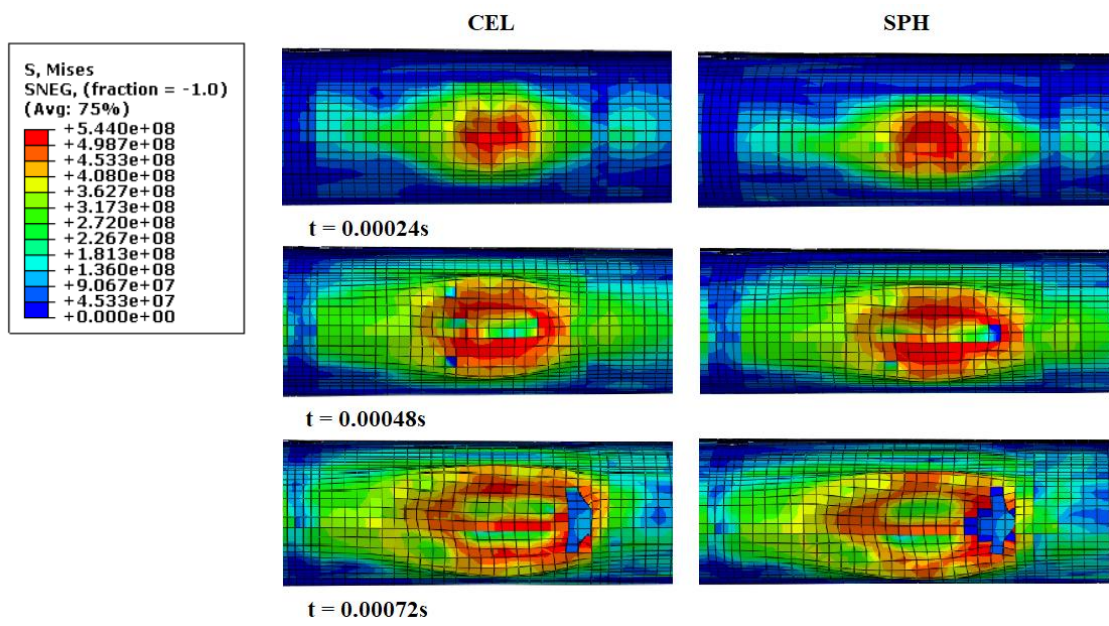 CEL
SPH
S, Mises
SNEG, (fraction = -1.0)
(Avg: 75%)
+5.440e+08
+4.987e+08
+4.533e+08
+4.080e+08
+3.627e+08
+3.173e+08
+2.720e+08
+2.267e+08
+1.813e+08
+1.360e+08
+9.067e+07
+4.533e+07
+0.000e+00
t = 0.00024s
t = 0.00048s
t = 0.00072s